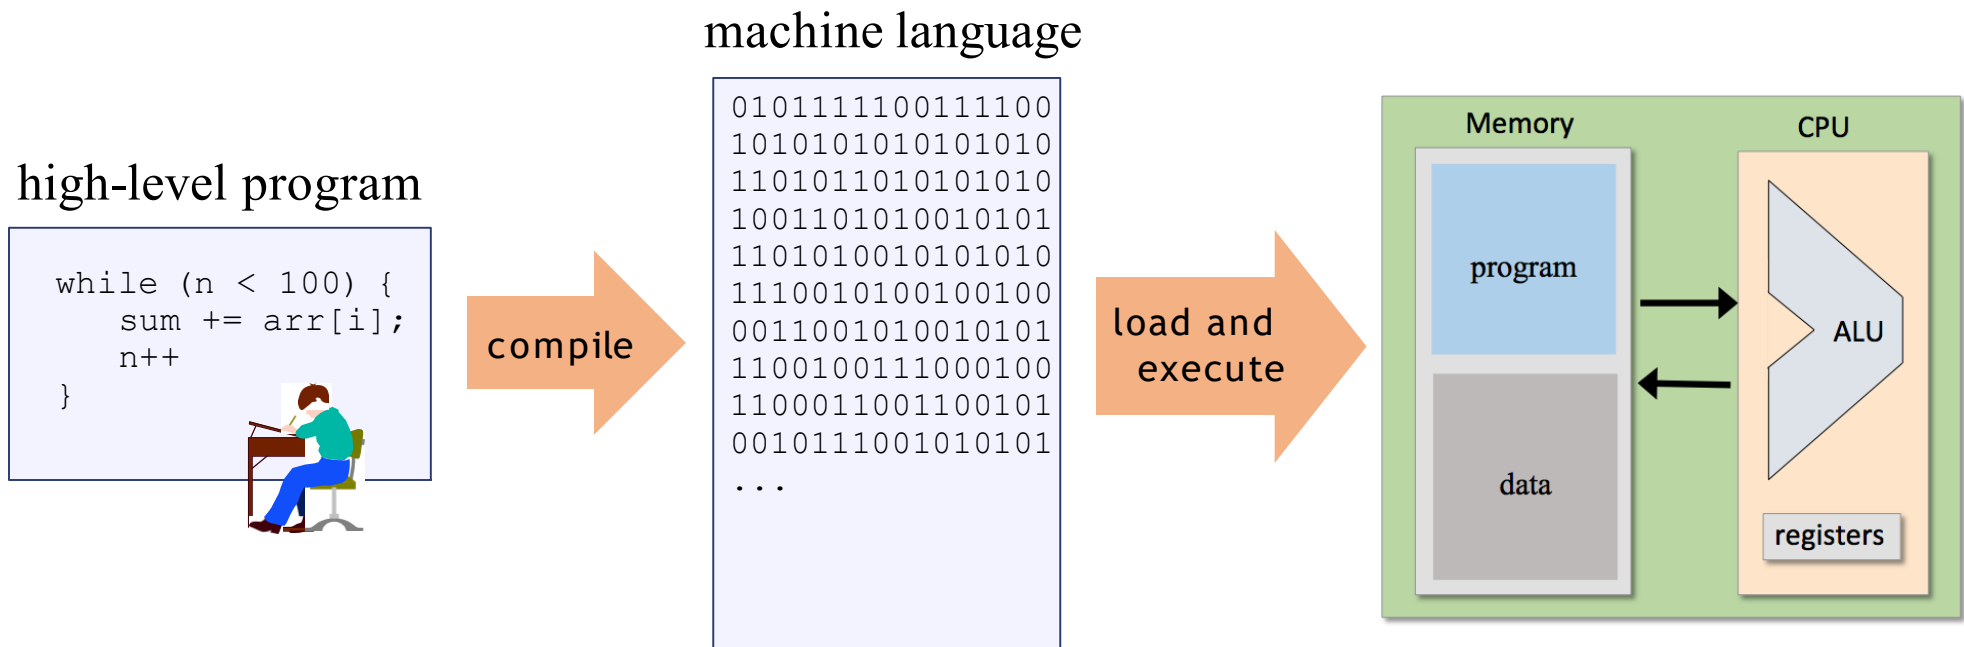 high-level program
while (n < 100) {
   sum += arr[i];
   n++
}
compile
machine language
0101111100111100
1010101010101010
1101011010101010
1001101010010101
1101010010101010
1110010100100100
0011001010010101
1100100111000100
1100011001100101
0010111001010101
...
load and
execute
Memory
program
data
CPU
ALU
registers